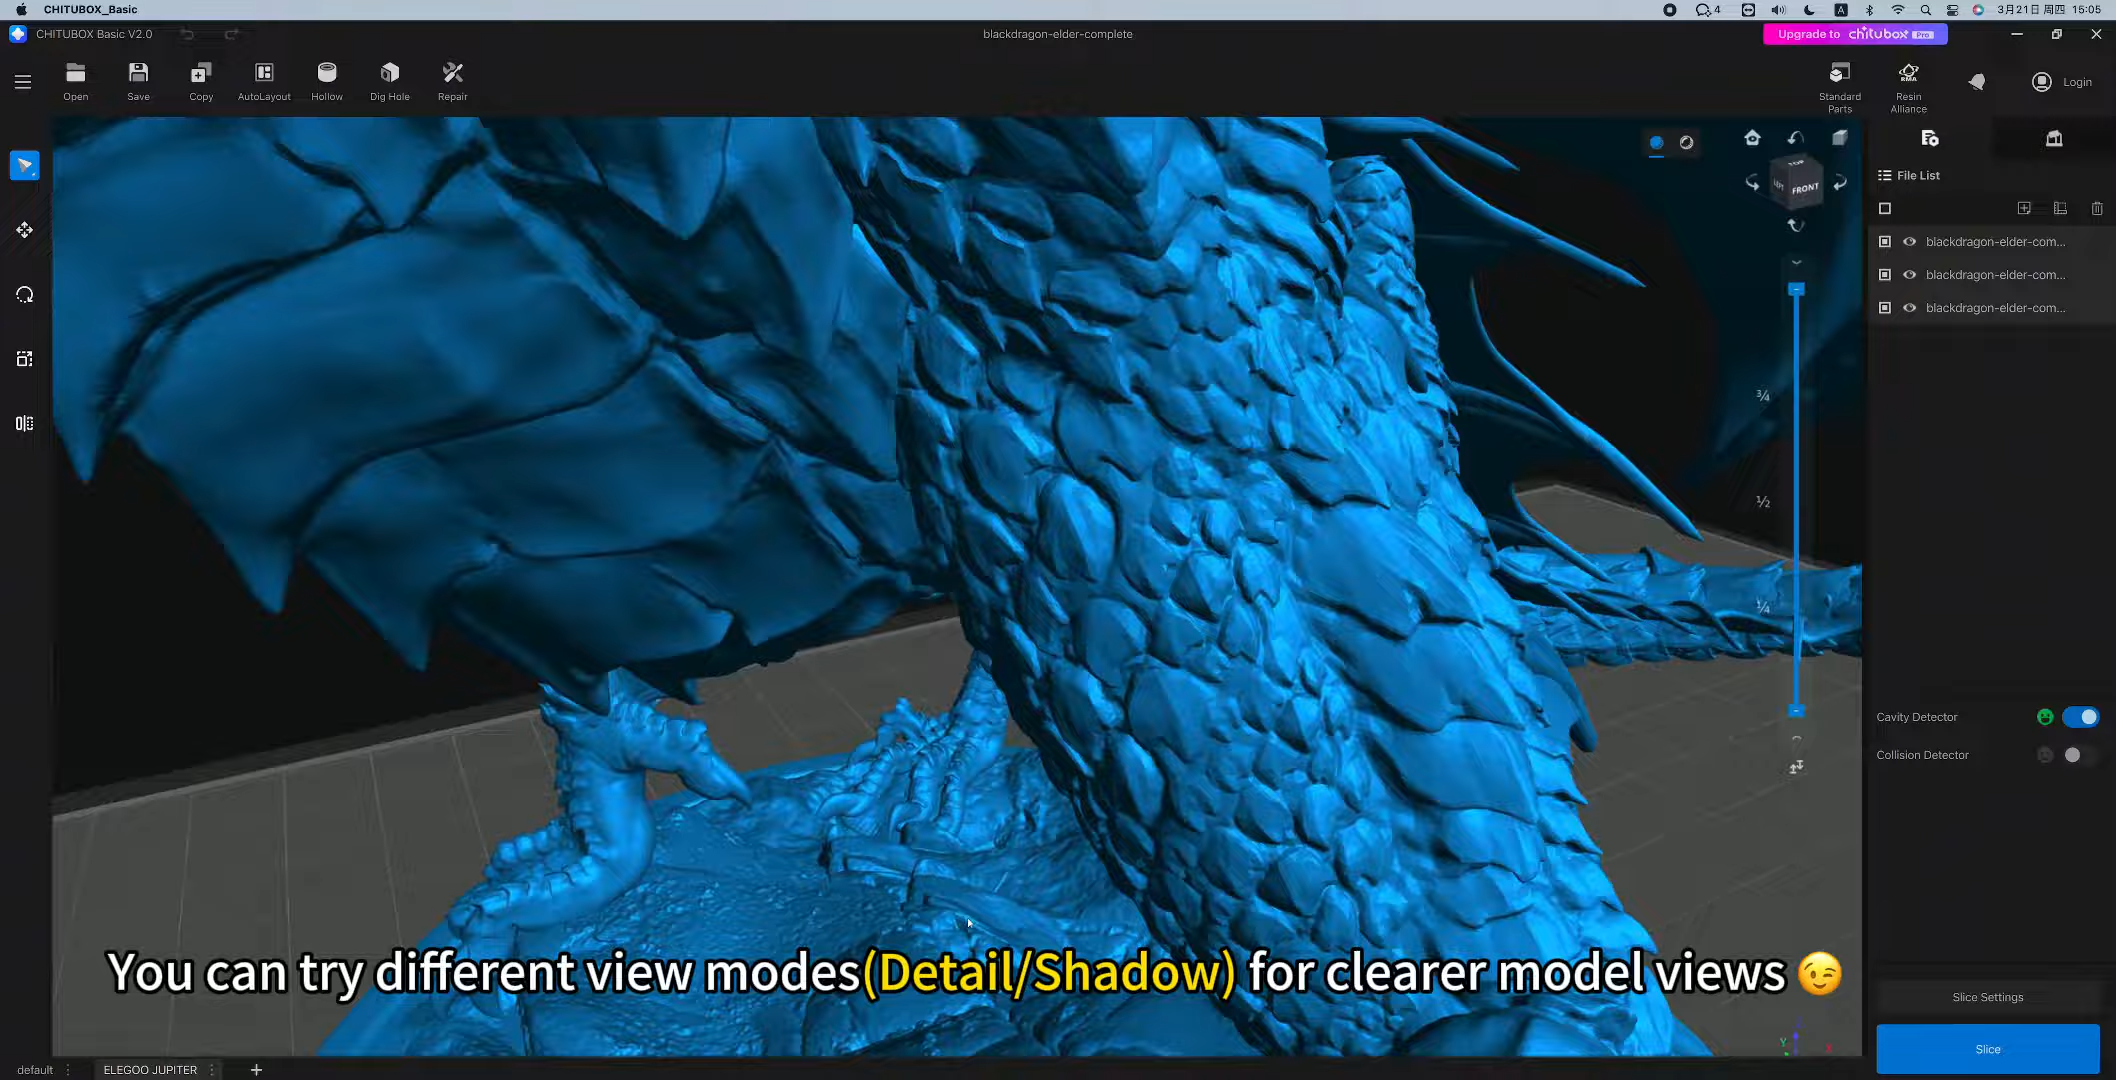 CHITUBOX_Basic
4
A
3月21日 周四 15:05
CHITUBOX Basic V2.0
blackdragon-elder-complete
Upgrade to chitubox Pro
Open
Save
Copy
AutoLayout
Hollow
Dig Hole
Repair
Standard Parts
Resin Alliance
Login
TOP
LEFT
FRONT
File List
blackdragon-elder-com...
blackdragon-elder-com...
blackdragon-elder-com...
¾
½
¼
Cavity Detector
Collision Detector
You can try different view modes(Detail/Shadow) for clearer model views 😉
Slice Settings
Slice
Y
X
default
ELEGOO JUPITER